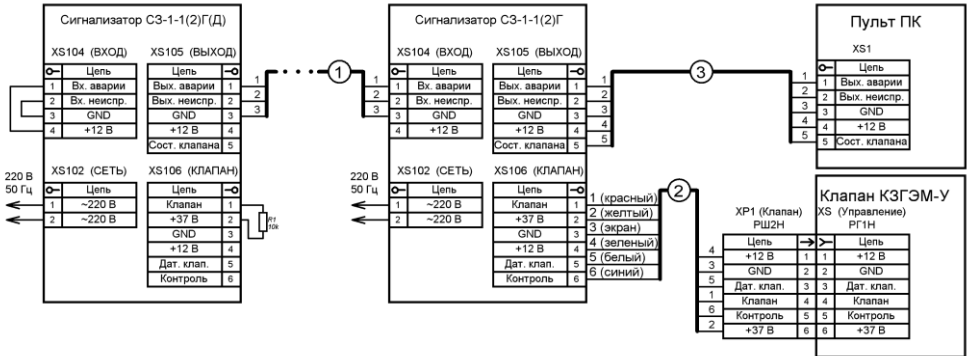 Сигнализатор СЗ-1-1(2)Г(Д)
XS104 (ВХОД) XS105 (ВЫХОД)
Цепь Цепь
1 Вх. аварии Вых. аварии 1 1
2 Вх. неиспр. Вых. неиспр. 2 2
3 GND GND 3 3
4 +12 В +12 В 4
Сост. клапана 5
220 В
50 Гц
XS102 (СЕТЬ) XS106 (КЛАПАН)
Цепь Цепь
1 ~220 В Клапан 1
2 ~220 В +37 В 2
GND 3
+12 В 4
Дат. клап. 5
Контроль 6
R1
10k
1
Сигнализатор СЗ-1-1(2)Г
XS104 (ВХОД) XS105 (ВЫХОД)
Цепь Цепь
1 1 Вх. аварии Вых. аварии 1 1
2 2 Вх. неиспр. Вых. неиспр. 2 2
3 3 GND GND 3 3
4 +12 В +12 В 4 4
Сост. клапана 5 5
220 В
50 Гц
XS102 (СЕТЬ) XS106 (КЛАПАН)
Цепь Цепь
1 ~220 В Клапан 1 1 (красный)
2 ~220 В +37 В 2 2 (желтый)
GND 3 3 (экран)
+12 В 4 4 (зеленый)
Дат. клап. 5 5 (белый)
Контроль 6 6 (синий)
3
2
Пульт ПК
XS1
Цепь
1 1 Вых. аварии
2 2 Вых. неиспр.
3 3 GND
4 4 +12 В
5 5 Сост. клапана
Клапан КЗГЭМ-У
XP1 (Клапан) XS (Управление)
РШ2Н РГ1Н
Цепь Цепь
4 +12 В 1 1 +12 В
3 GND 2 2 GND
5 Дат. клап. 3 3 Дат. клап.
1 Клапан 4 4 Клапан
6 Контроль 5 5 Контроль
2 +37 В 6 6 +37 В